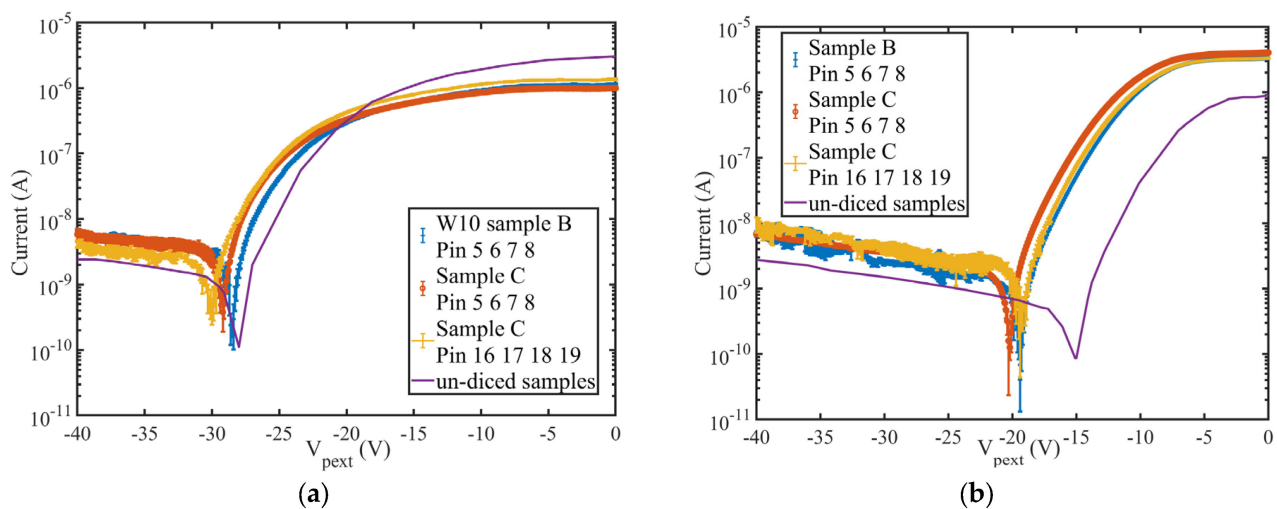 10^-5
10^-6
10^-7
10^-8
10^-9
10^-10
10^-11
Current (A)
W10 sample B
Pin 5 6 7 8
Sample C
Pin 5 6 7 8
Sample C
Pin 16 17 18 19
un-diced samples
-40 -35 -30 -25 -20 -15 -10 -5 0
V_pext (V)
(a)
10^-4
10^-5
10^-6
10^-7
10^-8
10^-9
10^-10
10^-11
Current (A)
Sample B
Pin 5 6 7 8
Sample C
Pin 5 6 7 8
Sample C
Pin 16 17 18 19
un-diced samples
-40 -35 -30 -25 -20 -15 -10 -5 0
V_pext (V)
(b)